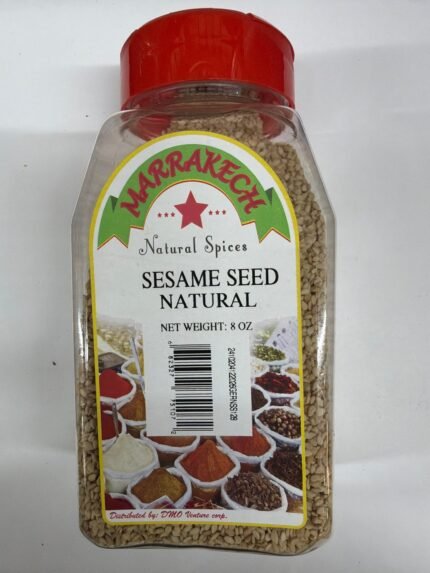 MARRAKECH
Natural Spices
SESAME SEED
NATURAL
NET WEIGHT: 8 OZ
Distributed by: DMO Venture corp.